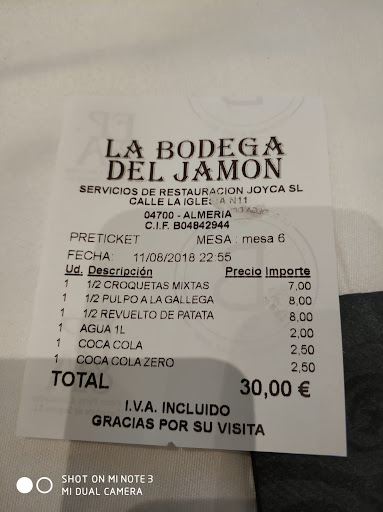 LA BODEGA
DEL JAMON
SERVICIOS DE RESTAURACION JOYCA SL
CALLE LA IGLESIA N11
04700 - ALMERIA
C.I.F. B04842944
PRETICKET MESA : mesa 6
FECHA: 11/08/2018 22:55
Ud. Descripción Precio Importe
1 1/2 CROQUETAS MIXTAS 7,00
1 1/2 PULPO A LA GALLEGA 8,00
1 1/2 REVUELTO DE PATATA 8,00
1 AGUA 1L 2,00
1 COCA COLA 2,50
1 COCA COLA ZERO 2,50
TOTAL 30,00 €
I.V.A. INCLUIDO
GRACIAS POR SU VISITA
SHOT ON MI NOTE 3
MI DUAL CAMERA